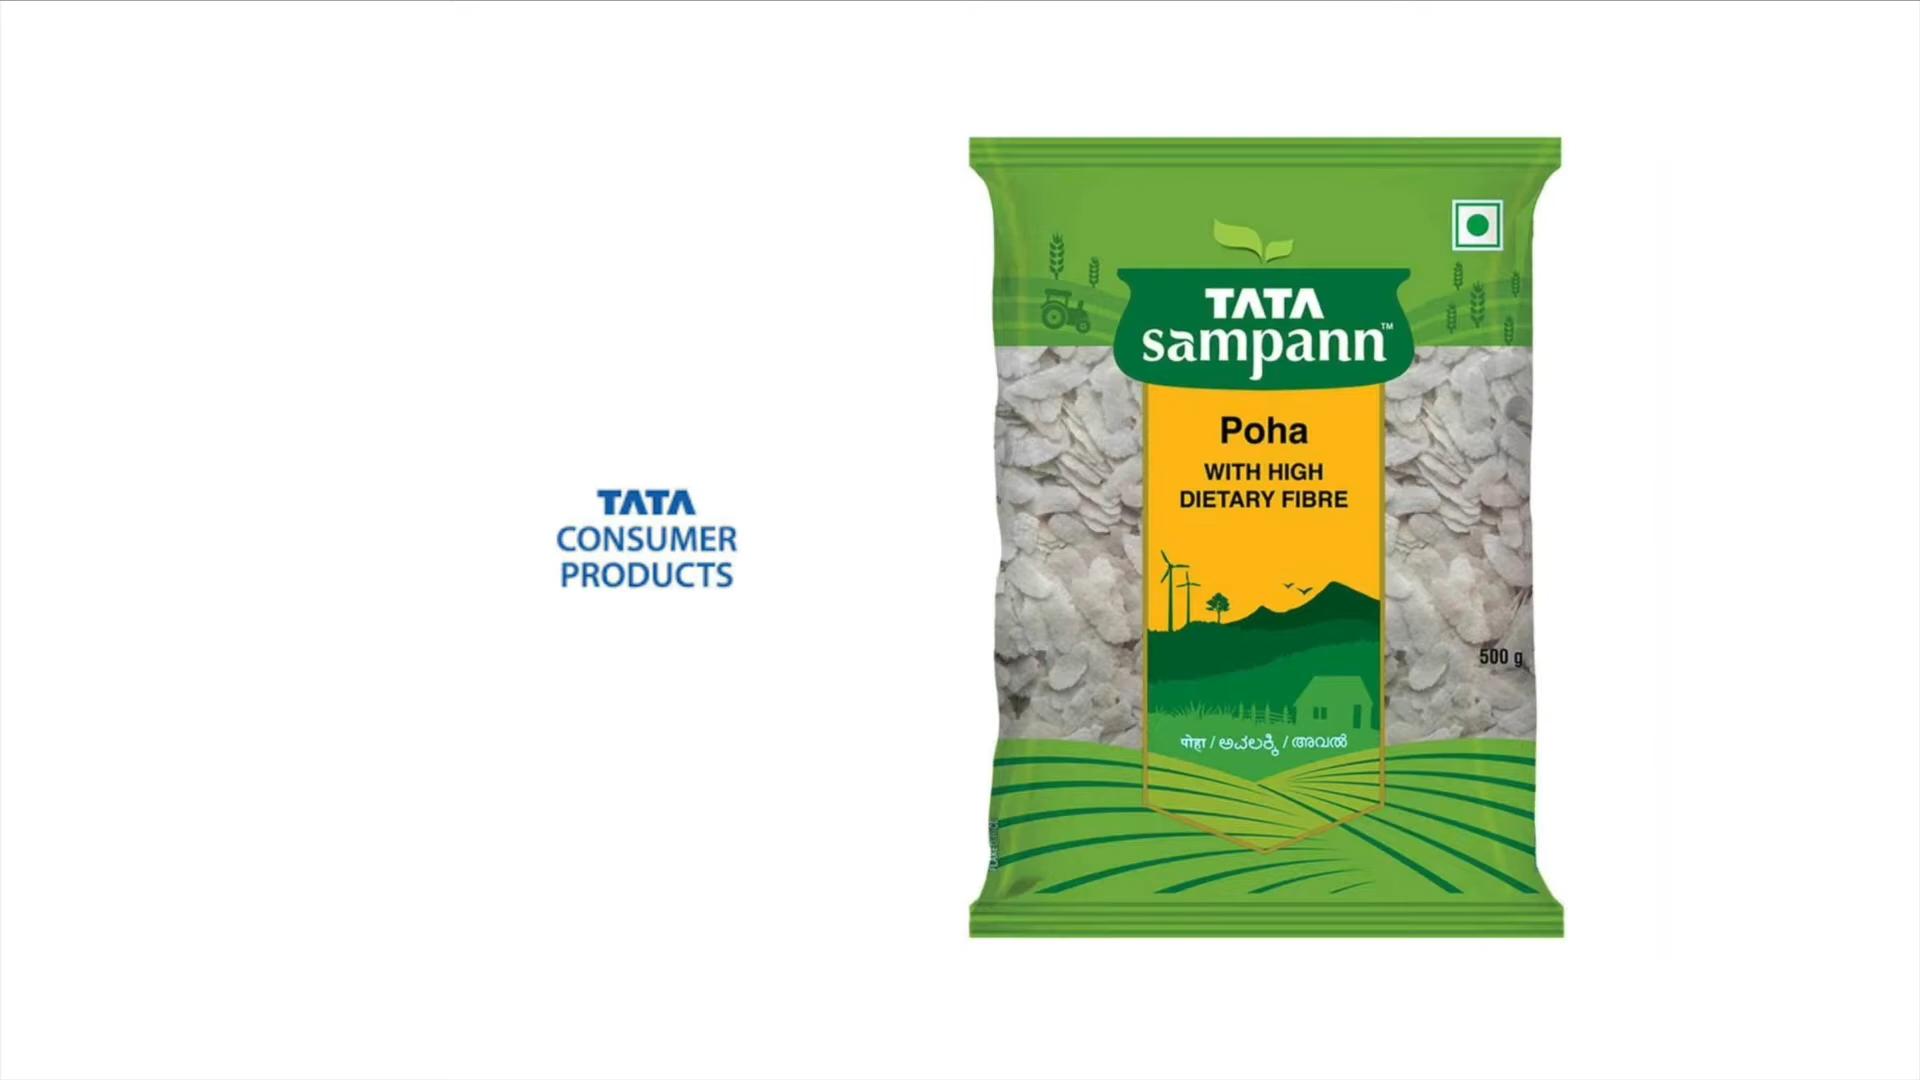 TATA
CONSUMER
PRODUCTS
TATA
sampann™
Poha
WITH HIGH
DIETARY FIBRE
500 g
पोहा / ಅವಲಕ್ಕಿ / അവൽ